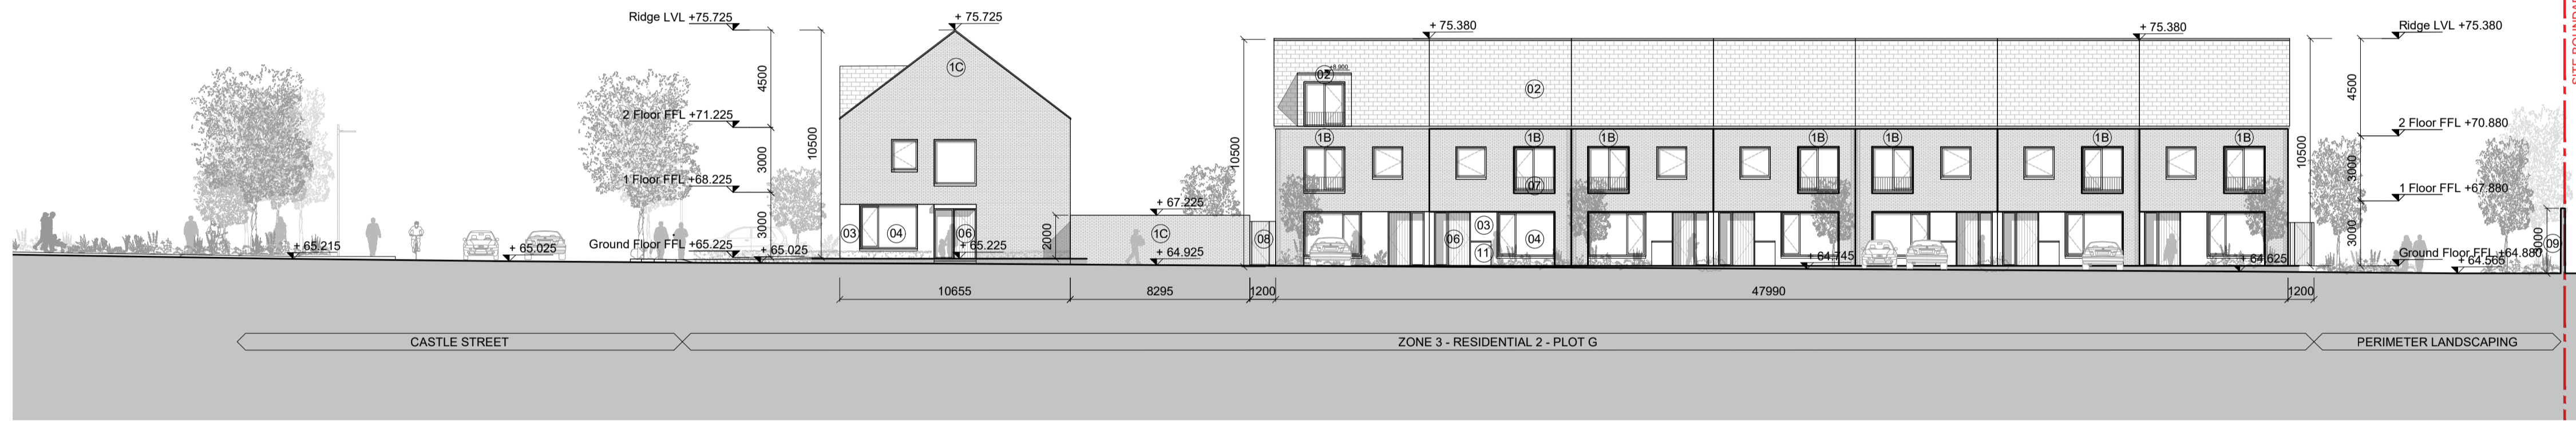 Ridge LVL +75.725
+ 75.725
4500
10500
2 Floor FFL +71.225
3000
1 Floor FFL +68.225
3000
Ground Floor FFL +65.225
+ 65.215
+ 65.025
+ 65.025
1C
03
04
06
+ 65.225
+ 67.225
2000
1C
+ 64.925
08
10500
+ 75.380
+ 75.380
02
+8.900
02
1B
1B
1B
1B
1B
1B
1B
07
03
06
04
11
+ 64.745
+ 64.625
10500
Ridge LVL +75.380
4500
2 Floor FFL +70.880
3000
1 Floor FFL +67.880
3000
Ground Floor FFL +64.880
+ 64.565
3000
09
10655
8295
1200
47990
1200
CASTLE STREET
ZONE 3 - RESIDENTIAL 2 - PLOT G
PERIMETER LANDSCAPING